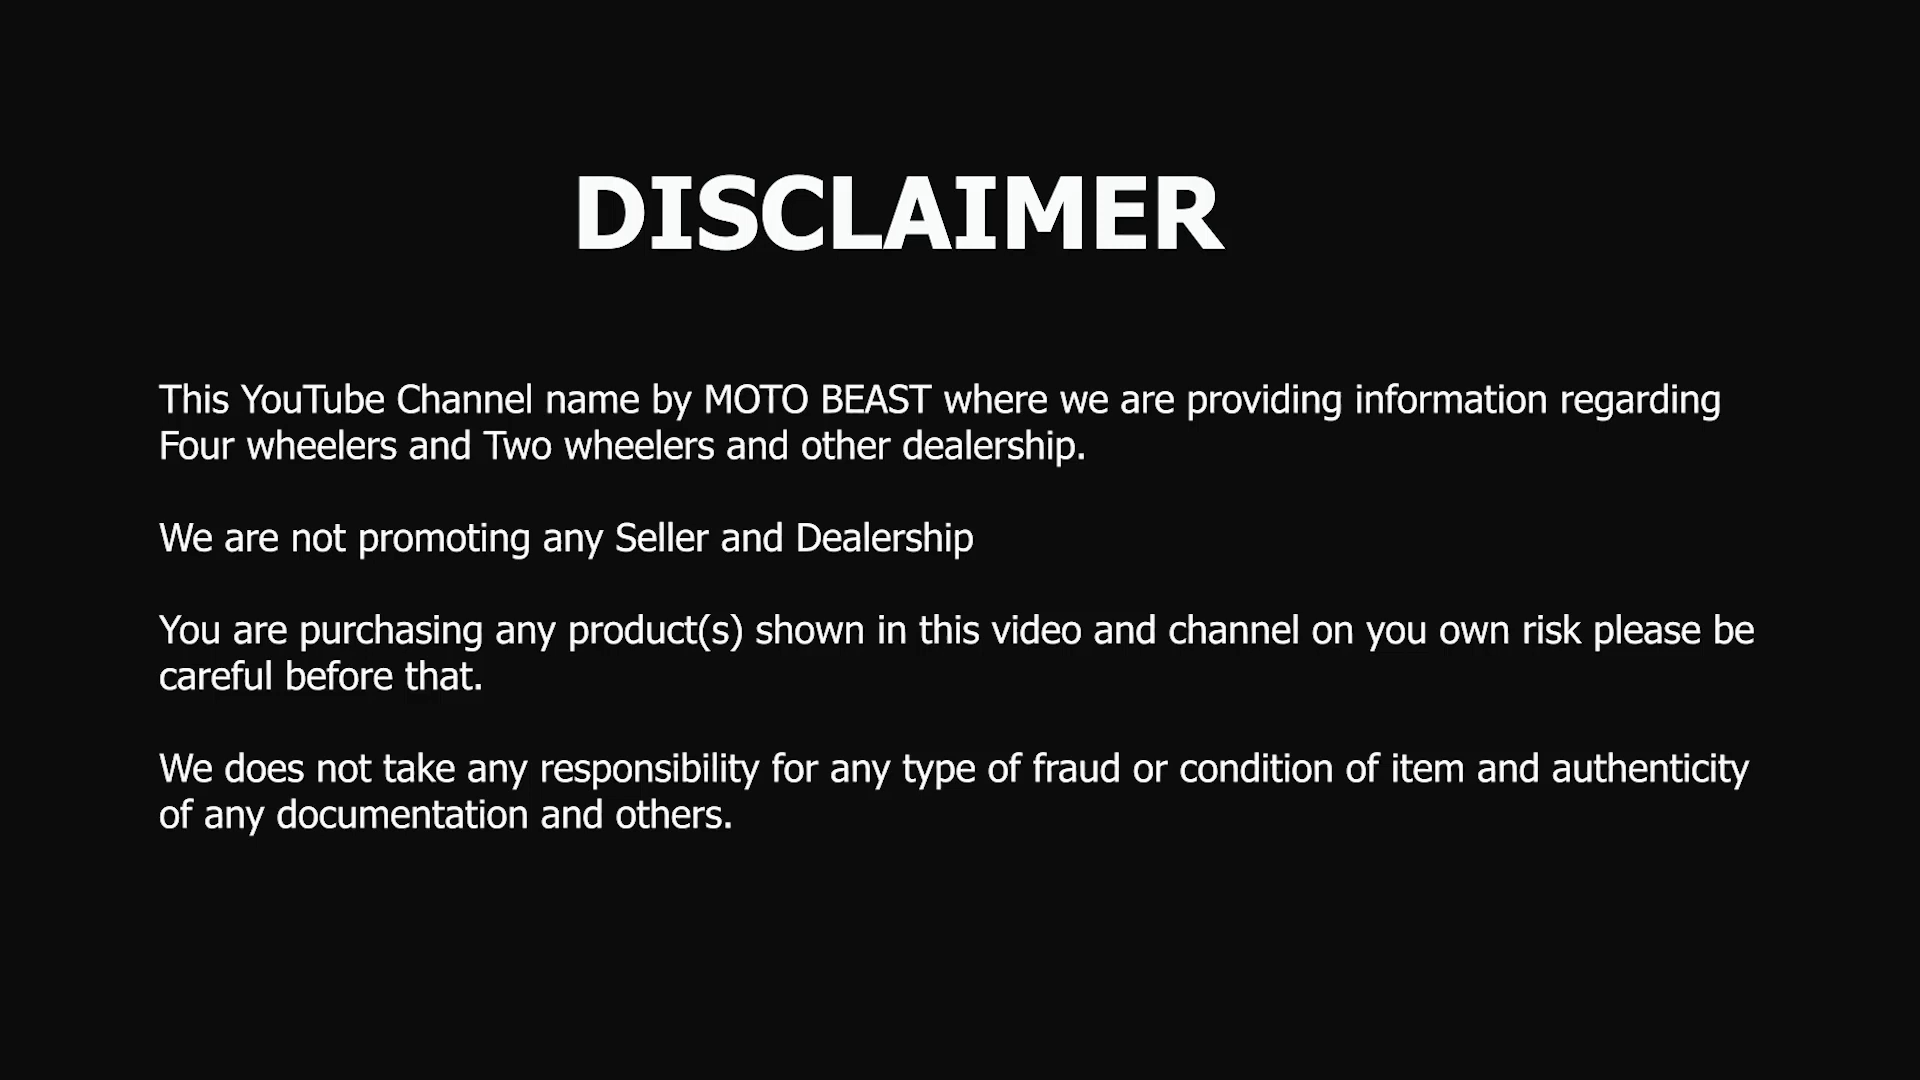 DISCLAIMER
This YouTube Channel name by MOTO BEAST where we are providing information regarding
Four wheelers and Two wheelers and other dealership.
We are not promoting any Seller and Dealership
You are purchasing any product(s) shown in this video and channel on you own risk please be
careful before that.
We does not take any responsibility for any type of fraud or condition of item and authenticity
of any documentation and others.